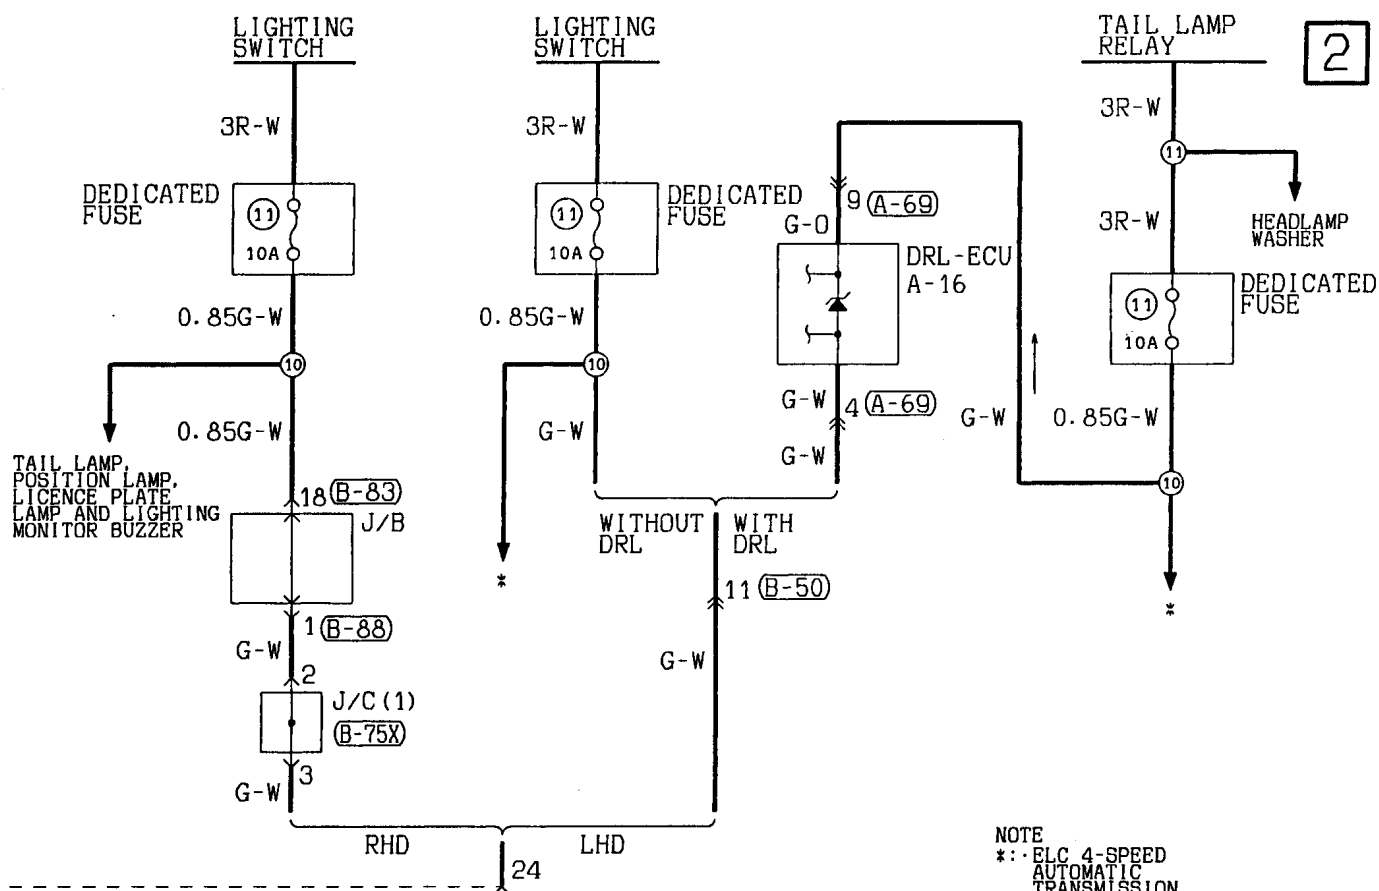 LIGHTING
SWITCH
LIGHTING
SWITCH
TAIL LAMP
RELAY
2
3R-W
3R-W
3R-W
11
DEDICATED
FUSE
11
10A
11
10A
DEDICATED
FUSE
9
A-69
G-O
3R-W
HEADLAMP
WASHER
DRL-ECU
A-16
DEDICATED
FUSE
11
10A
0.85G-W
0.85G-W
10
10
G-W
4
A-69
0.85G-W
G-W
G-W
G-W
0.85G-W
TAIL LAMP,
POSITION LAMP,
LICENCE PLATE
LAMP AND LIGHTING
MONITOR BUZZER
10
18
B-83
J/B
WITHOUT
DRL
WITH
DRL
*
*
11
B-50
1
B-88
G-W
G-W
2
J/C(1)
B-75X
3
G-W
RHD
LHD
24
NOTE
*: ELC 4-SPEED
AUTOMATIC
TRANSMISSION